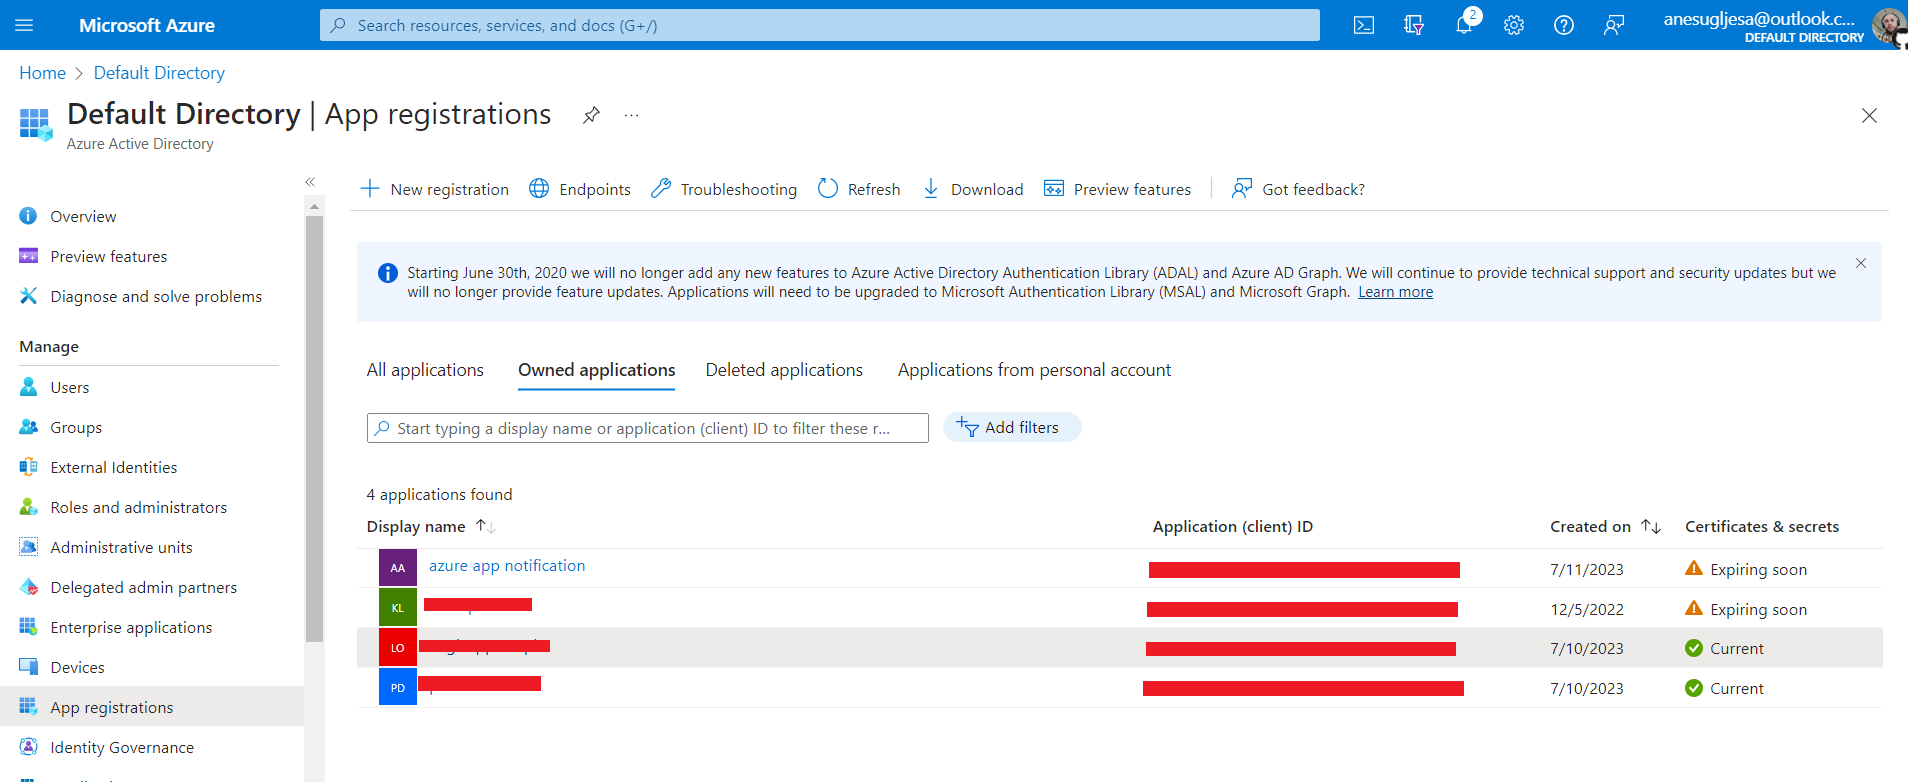 Microsoft Azure
Search resources, services, and docs (G+/)
2
anesugljesa@outlook.c...
DEFAULT DIRECTORY
Home > Default Directory
Default Directory | App registrations
...
Azure Active Directory
«
New registration
Endpoints
Troubleshooting
Refresh
Download
Preview features
Got feedback?
Overview
Preview features
Diagnose and solve problems
Manage
Users
Groups
External Identities
Roles and administrators
Administrative units
Delegated admin partners
Enterprise applications
Devices
App registrations
Identity Governance
Starting June 30th, 2020 we will no longer add any new features to Azure Active Directory Authentication Library (ADAL) and Azure AD Graph. We will continue to provide technical support and security updates but we
will no longer provide feature updates. Applications will need to be upgraded to Microsoft Authentication Library (MSAL) and Microsoft Graph. Learn more
All applications
Owned applications
Deleted applications
Applications from personal account
Start typing a display name or application (client) ID to filter these r...
Add filters
4 applications found
Display name
Application (client) ID
Created on
Certificates & secrets
AA azure app notification 7/11/2023 Expiring soon
KL 12/5/2022 Expiring soon
LO 7/10/2023 Current
PD 7/10/2023 Current